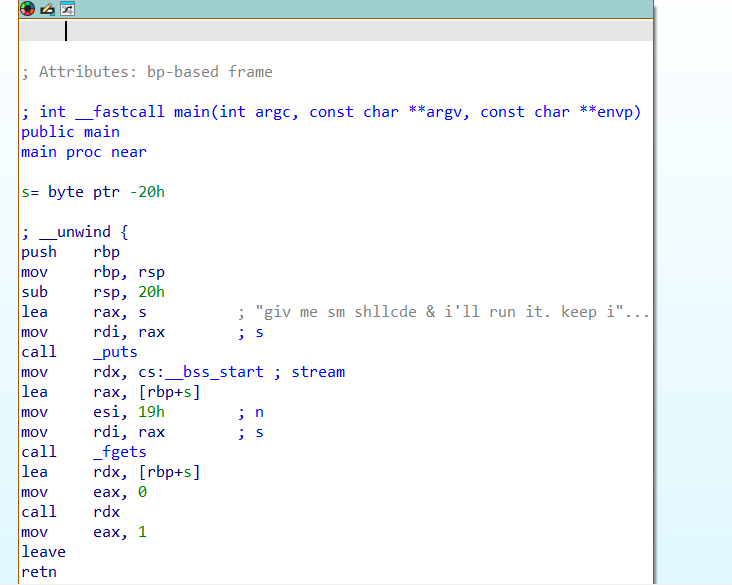 ; Attributes: bp-based frame
; int __fastcall main(int argc, const char **argv, const char **envp)
public main
main proc near
s= byte ptr -20h
; __unwind {
push rbp
mov rbp, rsp
sub rsp, 20h
lea rax, s ; "giv me sm shllcde & i'll run it. keep i"...
mov rdi, rax ; s
call _puts
mov rdx, cs:__bss_start ; stream
lea rax, [rbp+s]
mov esi, 19h ; n
mov rdi, rax ; s
call _fgets
lea rdx, [rbp+s]
mov eax, 0
call rdx
mov eax, 1
leave
retn